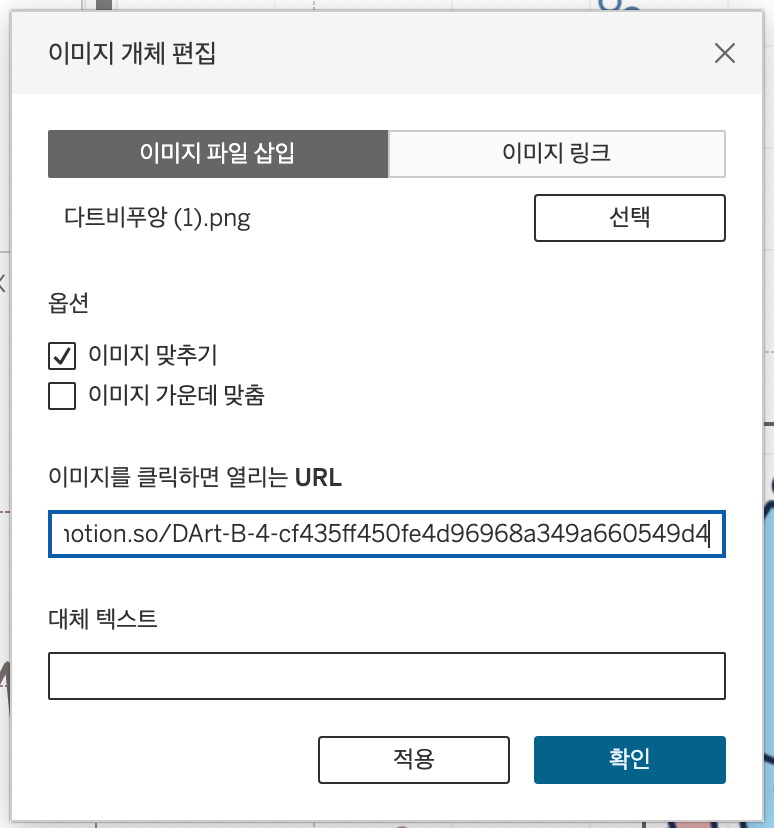 이미지 개체 편집
이미지 파일 삽입
이미지 링크
다트비푸앙 (1).png
선택
옵션
이미지 맞추기
이미지 가운데 맞춤
이미지를 클릭하면 열리는 URL
notion.so/DArt-B-4-cf435ff450fe4d96968a349a660549d4
대체 텍스트
적용
확인